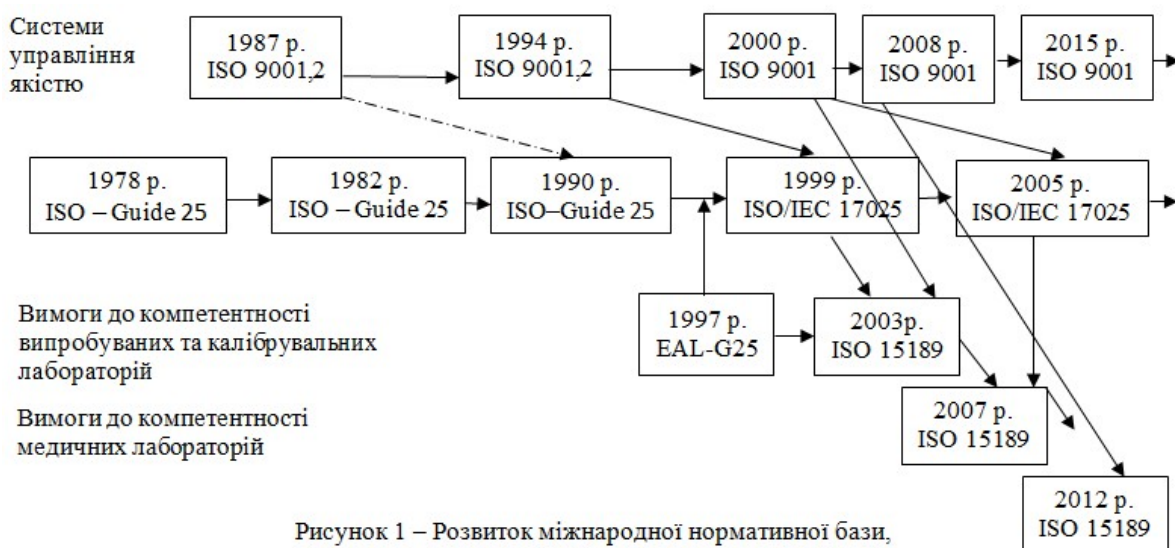 Системи
управління
якістю
1987 р.
ISO 9001,2
1994 р.
ISO 9001,2
2000 р.
ISO 9001
2008 р.
ISO 9001
2015 р.
ISO 9001
1978 р.
ISO – Guide 25
1982 р.
ISO – Guide 25
1990 р.
ISO–Guide 25
1999 р.
ISO/IEC 17025
2005 р.
ISO/IEC 17025
Вимоги до компетентності
випробуваних та калібрувальних
лабораторій
1997 р.
EAL-G25
2003р.
ISO 15189
Вимоги до компетентності
медичних лабораторій
2007 р.
ISO 15189
2012 р.
ISO 15189
Рисунок 1 – Розвиток міжнародної нормативної бази,